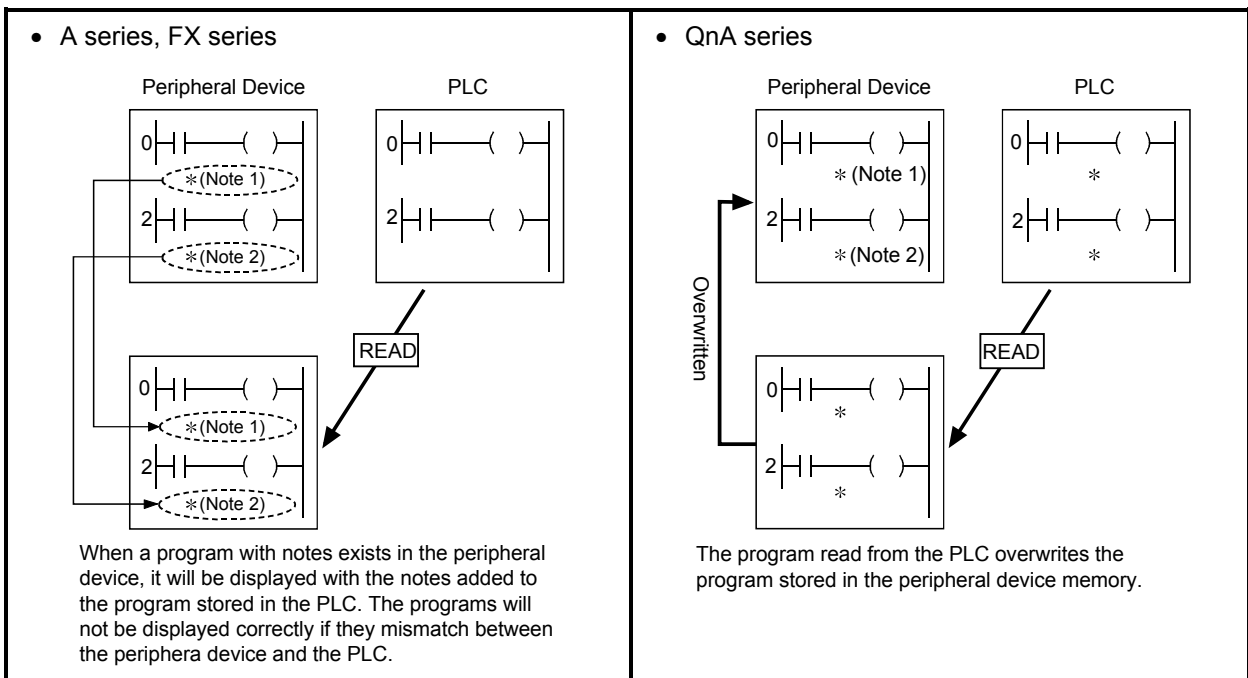 • A series, FX series
Peripheral Device
PLC
0
*(Note 1)
2
*(Note 2)
0
2
READ
0
*(Note 1)
2
*(Note 2)
When a program with notes exists in the peripheral
device, it will be displayed with the notes added to
the program stored in the PLC. The programs will
not be displayed correctly if they mismatch between
the periphera device and the PLC.
• QnA series
Peripheral Device
PLC
0
*(Note 1)
2
*(Note 2)
0
*
2
*
Overwritten
READ
0
*
2
*
The program read from the PLC overwrites the
program stored in the peripheral device memory.